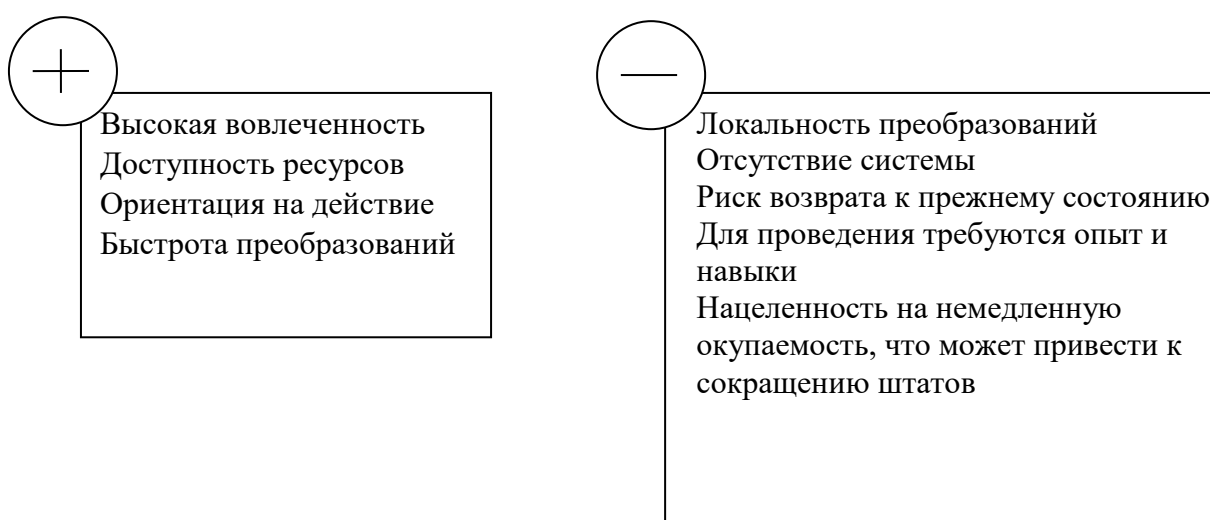 Высокая вовлеченность
Доступность ресурсов
Ориентация на действие
Быстрота преобразований
Локальность преобразований
Отсутствие системы
Риск возврата к прежнему состоянию
Для проведения требуются опыт и
навыки
Нацеленность на немедленную
окупаемость, что может привести к
сокращению штатов